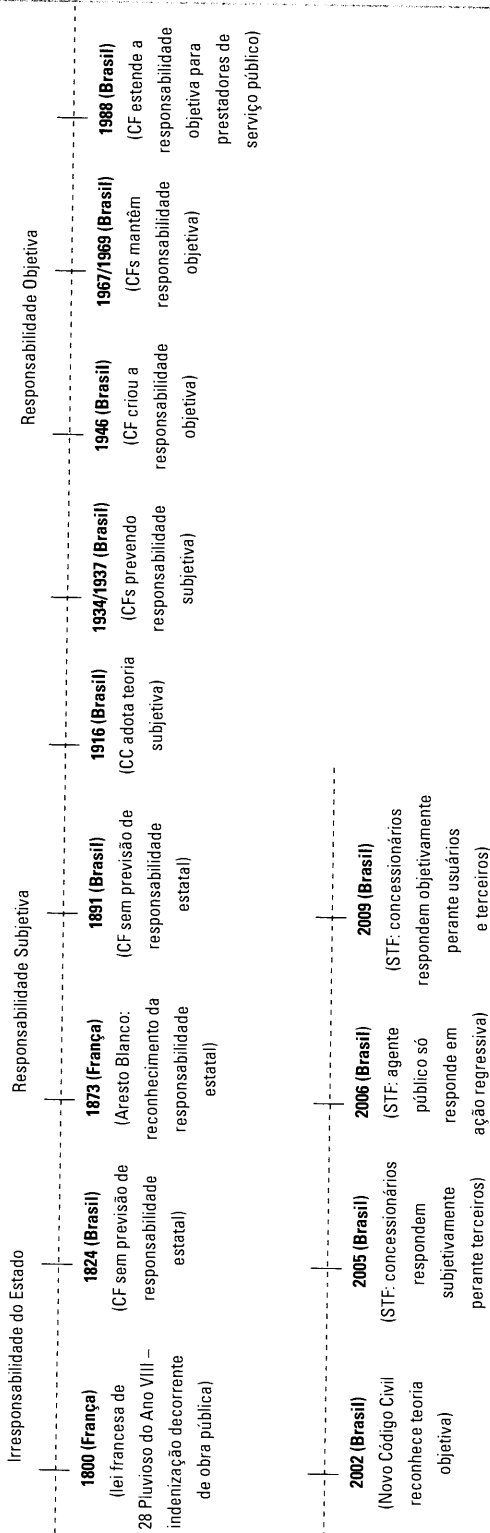 Irresponsabilidade do Estado
Responsabilidade Subjetiva
Responsabilidade Objetiva
1800 (França)
(lei francesa de
28 Pluvioso do Ano VIII –
indenização decorrente
de obra pública)
1824 (Brasil)
(CF sem previsão de
responsabilidade
estatal)
1873 (França)
(Aresto Blanco:
reconhecimento da
responsabilidade
estatal)
1891 (Brasil)
(CF sem previsão de
responsabilidade
estatal)
1916 (Brasil)
(CC adota teoria
subjetiva)
1934/1937 (Brasil)
(CFs prevendo
responsabilidade
subjetiva)
1946 (Brasil)
(CF criou a
responsabilidade
objetiva)
1967/1969 (Brasil)
(CFs mantêm
responsabilidade
objetiva)
1988 (Brasil)
(CF estende a
responsabilidade
objetiva para
prestadores de
serviço público)
2002 (Brasil)
(Novo Código Civil
reconhece teoria
objetiva)
2005 (Brasil)
(STF: concessionários
respondem
subjetivamente
perante terceiros)
2006 (Brasil)
(STF: agente
público só
responde em
ação regressiva)
2009 (Brasil)
(STF: concessionários
respondem objetivamente
perante usuários
e terceiros)